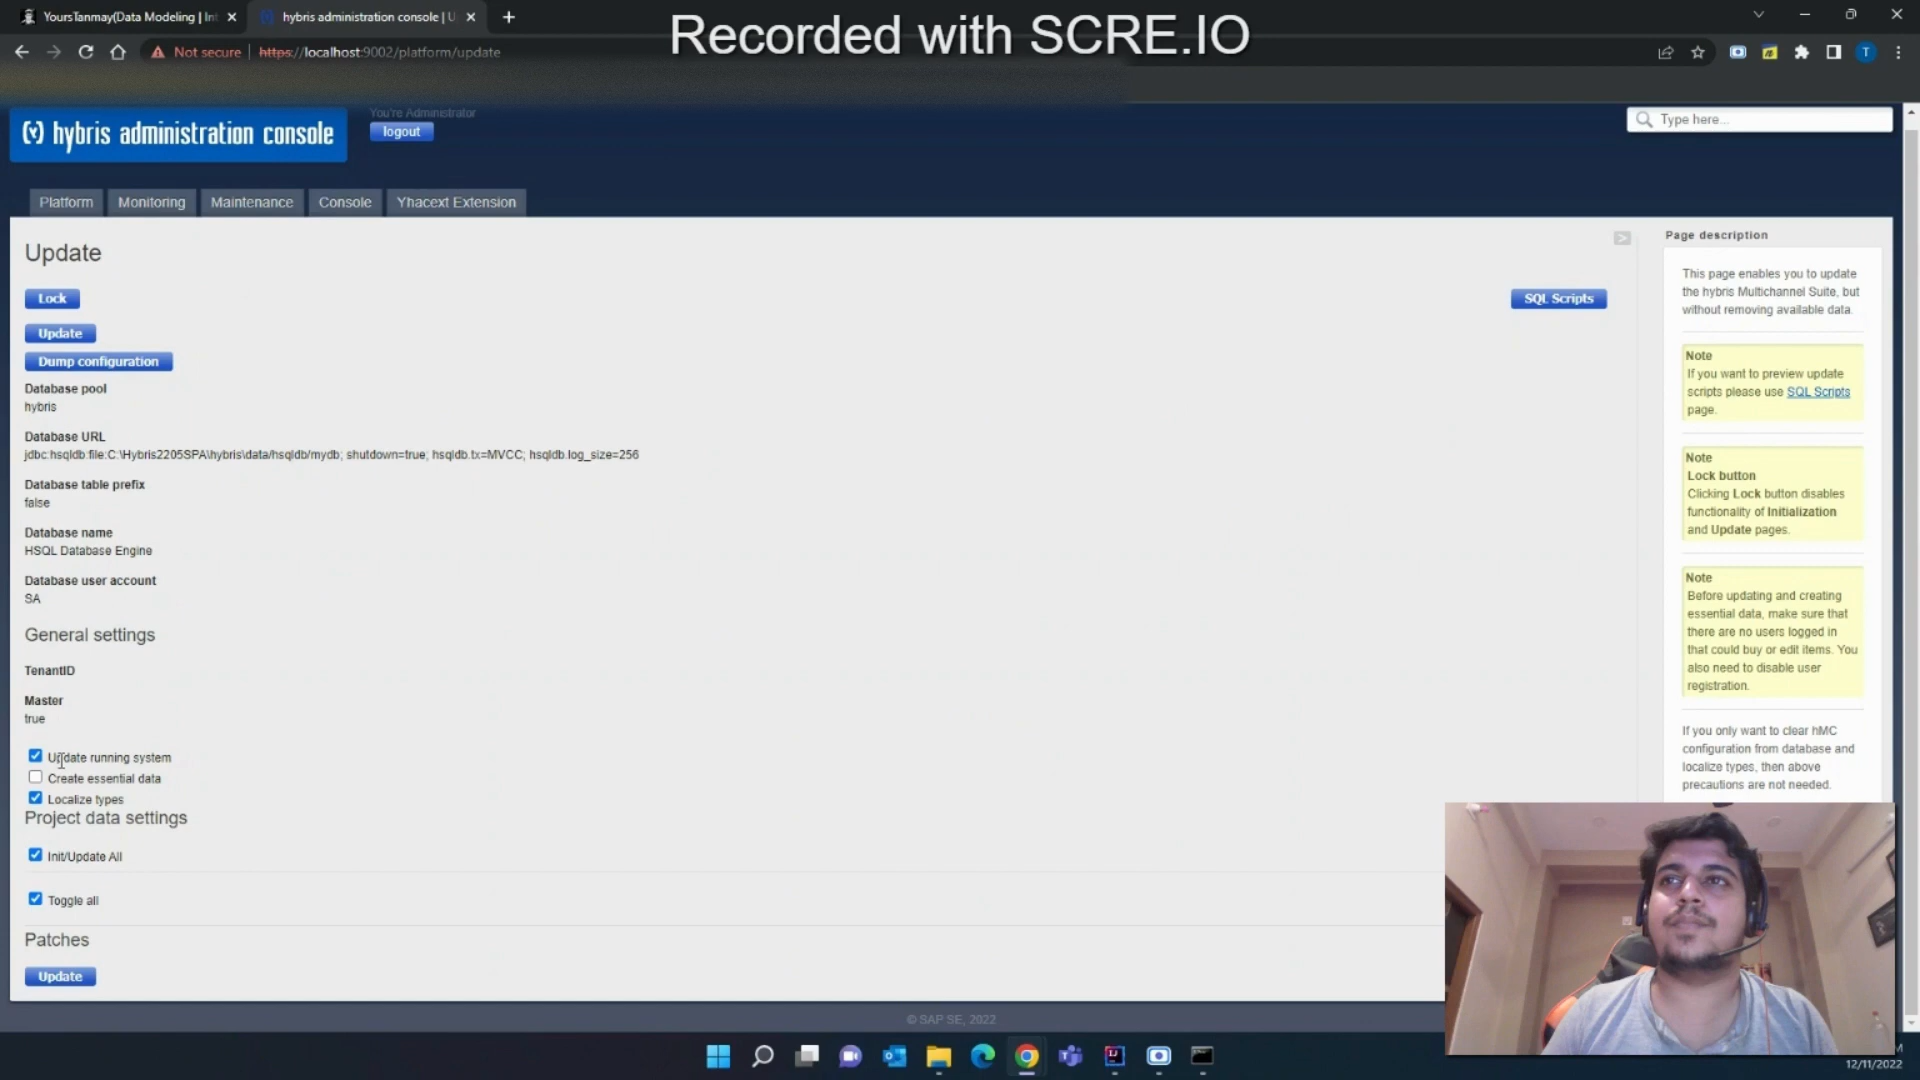 YoursTanmay(Data Modeling | Int
hybris administration console | U
Recorded with SCRE.IO
Not secure
https://localhost:9002/platform/update
T
(y) hybris administration console
You're Administrator
logout
Type here...
Platform
Monitoring
Maintenance
Console
Yhacext Extension
Update
Lock
SQL Scripts
Update
Dump configuration
Database pool
hybris
Database URL
jdbc:hsqldb:file:C:\Hybris2205SPA\hybris\data/hsqldb/mydb; shutdown=true; hsqldb.tx=MVCC; hsqldb.log_size=256
Database table prefix
false
Database name
HSQL Database Engine
Database user account
SA
General settings
TenantID
Master
true
Update running system
Create essential data
Localize types
Project data settings
Init/Update All
Toggle all
Patches
Update
Page description
This page enables you to update
the hybris Multichannel Suite, but
without removing available data.
Note
If you want to preview update
scripts please use SQL Scripts
page.
Note
Lock button
Clicking Lock button disables
functionality of Initialization
and Update pages.
Note
Before updating and creating
essential data, make sure that
there are no users logged in
that could buy or edit items. You
also need to disable user
registration.
If you only want to clear hMC
configuration from database and
localize types, then above
precautions are not needed.
© SAP SE, 2022
12/11/2022